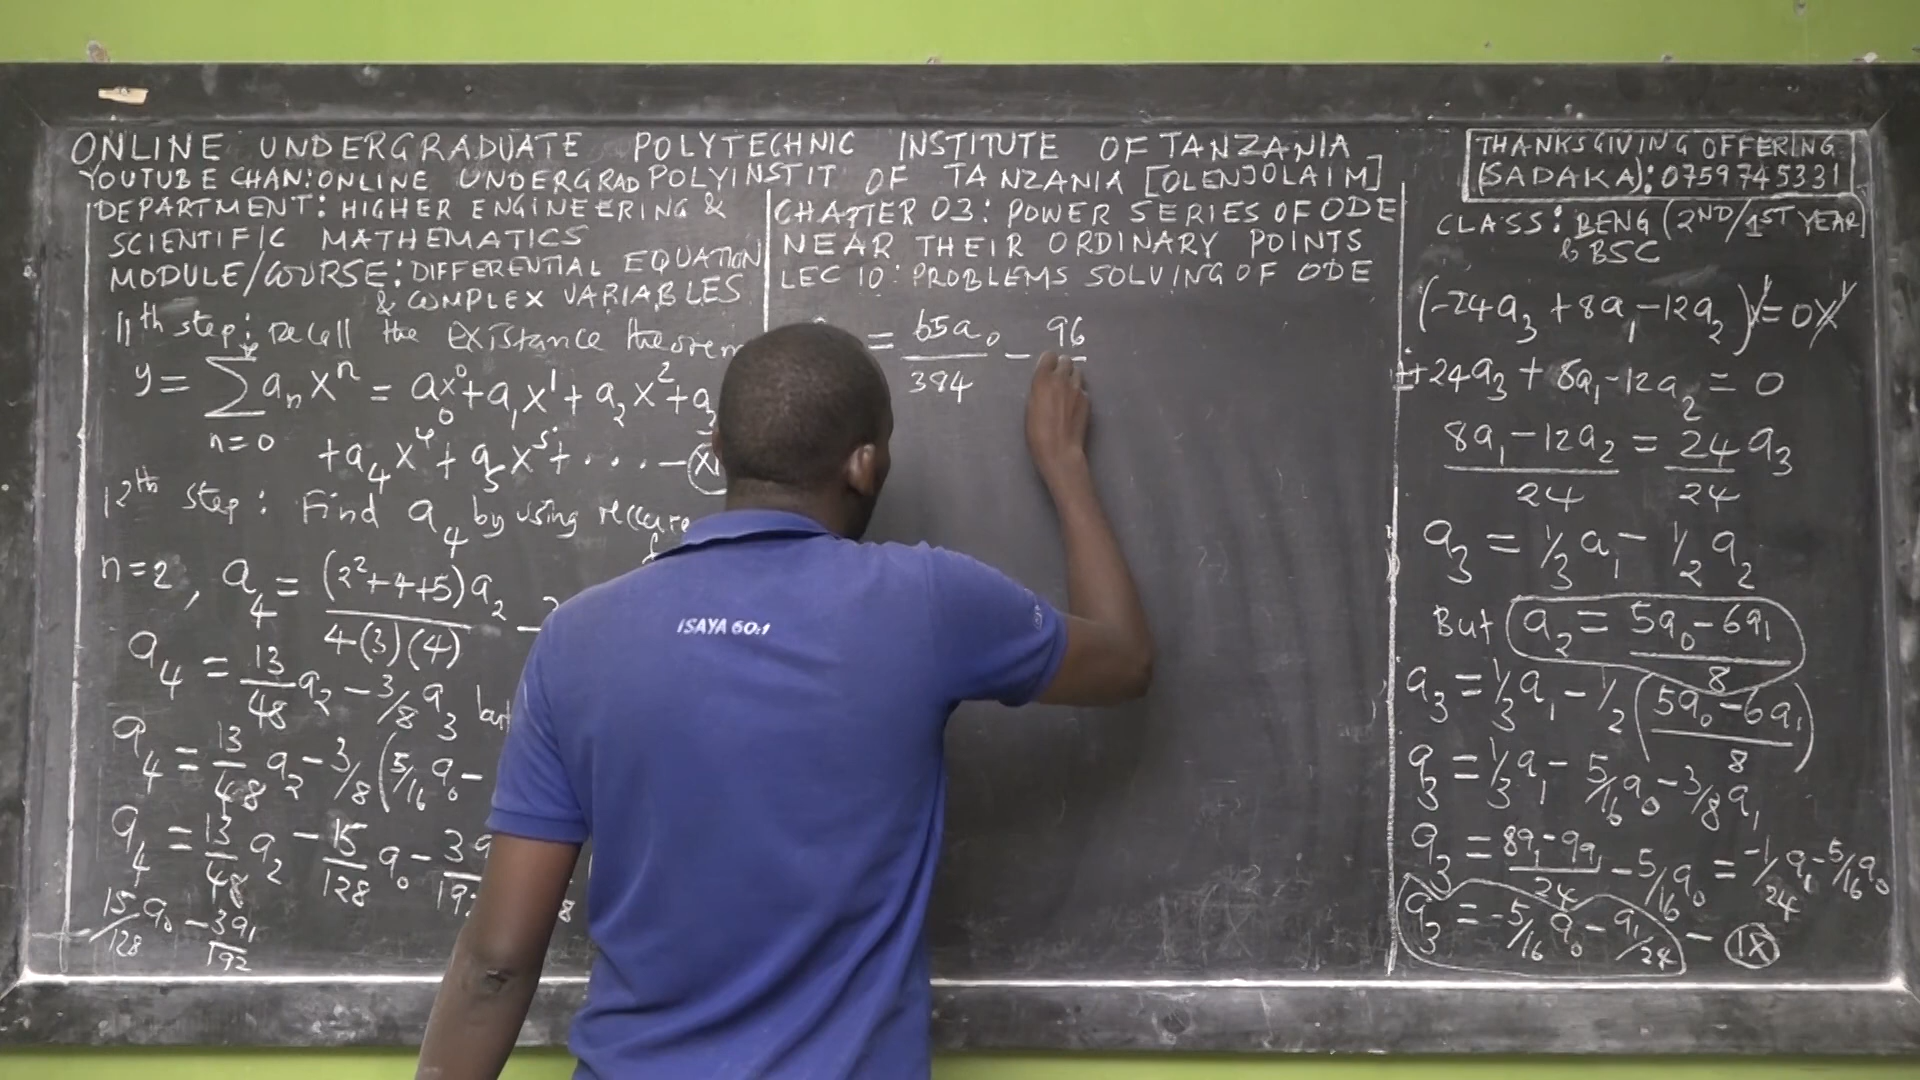 ONLINE UNDERGRADUATE POLYTECHNIC INSTITUTE OF TANZANIA
YOUTUBE CHAN: ONLINE UNDERGRAD POLYINSTIT OF TANZANIA [OLENJOLAIM]
DEPARTMENT: HIGHER ENGINEERING &
SCIENTIFIC MATHEMATICS
MODULE/COURSE: DIFFERENTIAL EQUATION
& COMPLEX VARIABLES
11th step: Recall the existance theorem
y = ∑ aₙxⁿ = a₀x⁰ + a₁x¹ + a₂x² + a₃
n=0
+ a₄x⁴ + a₅x⁵ + . . . . —
12th step: Find a₄ by using
n=2, a₄ = (2²+4+5)a₂ / 4(3)(4) —
a₄ = 13/48 a₂ – 3/8 a₃ but
a₄ = 13/48 a₂ – 3/8 (5/16 a₀ –
a₄ = 13/48 a₂ – 15/128 a₀ – 3a / 192
15/128 a₀ – 3a₁/192
CHAPTER 03: POWER SERIES OF ODE
NEAR THEIR ORDINARY POINTS
LEC 10: PROBLEMS SOLVING OF ODE
= 65a₀/384 – 96
THANKSGIVING OFFERING
(SADAKA): 0759745331
CLASS: BENG (2ND/1ST YEAR)
& BSC
(-24a₃ + 8a₁ – 12a₂)x = 0x
+24a₃ + 8a₁ – 12a₂ = 0
(8a₁ – 12a₂)/24 = 24/24 a₃
a₃ = 1/3 a₁ – 1/2 a₂
But a₂ = (5a₀ – 6a₁)/8
a₃ = 1/3 a₁ – 1/2 ((5a₀ – 6a₁)/8)
a₃ = 1/3 a₁ – 5/16 a₀ – 3/8 a₁
a₃ = (8a₁ – 9a₁)/24 – 5/16 a₀ = -1/24 a₁ – 5/16 a₀
a₃ = -5/16 a₀ – a₁/24 – (IX)
ISAYA 60:1